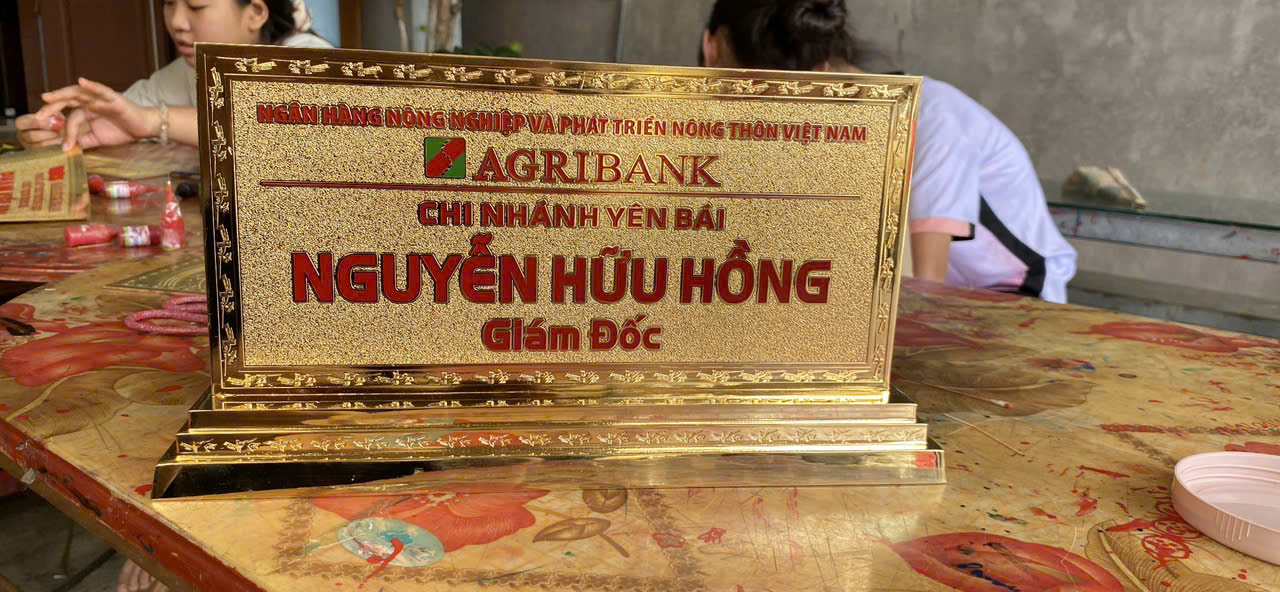 NGÂN HÀNG NÔNG NGHIỆP VÀ PHÁT TRIỂN NÔNG THÔN VIỆT NAM
AGRIBANK
CHI NHÁNH YÊN BÁI
NGUYỄN HỮU HỒNG
Giám Đốc